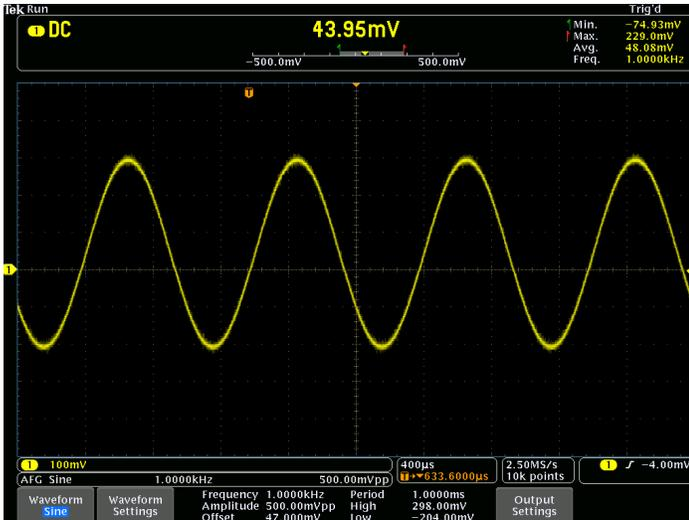 Tek Run Trig'd
1 DC 43.95mV
-500.0mV 500.0mV
Min. -74.93mV
Max. 229.0mV
Avg. 48.08mV
Freq. 1.0000kHz
T
1
1 100mV
AFG Sine 1.0000kHz 500.00mVpp
400µs
T→▼633.6000µs
2.50MS/s
10k points
1 -4.00mV
Waveform
Sine
Waveform
Settings
Frequency 1.0000kHz
Amplitude 500.00mVpp
Offset 47.000mV
Period 1.0000ms
High 298.00mV
Low -204.00mV
Output
Settings